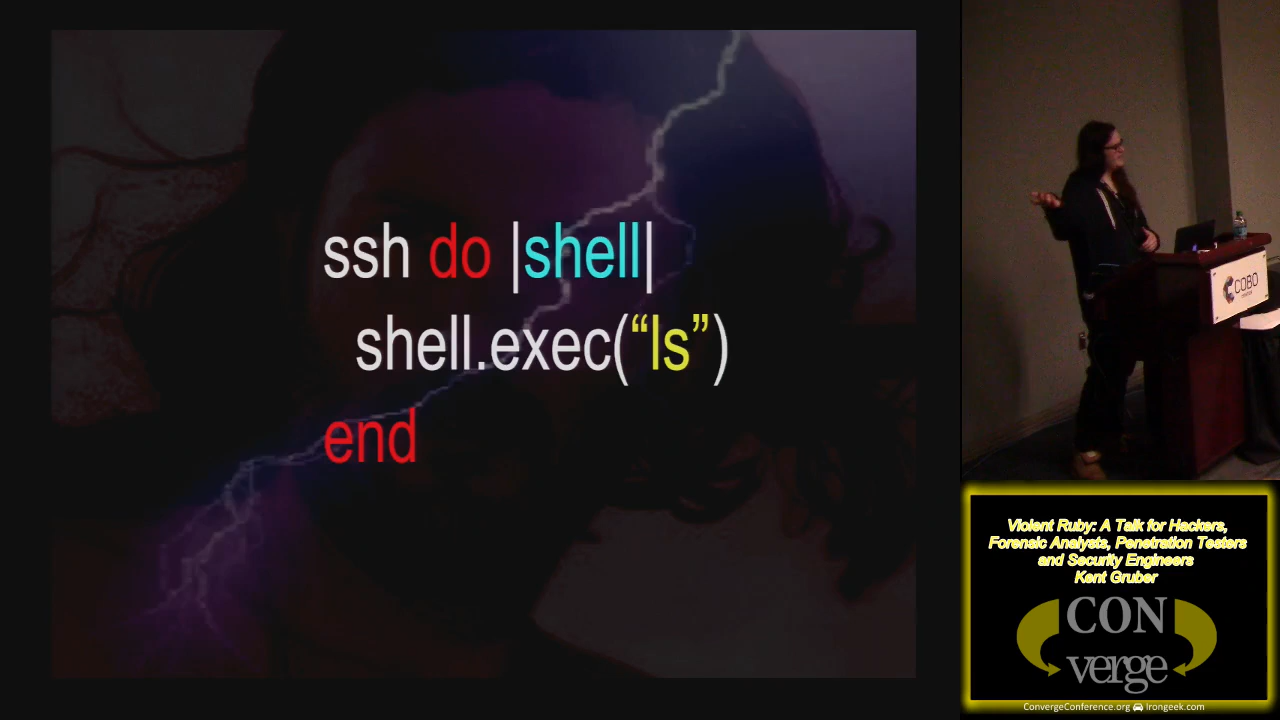 ssh do |shell|
shell.exec(“ls”)
end
COBO
Violent Ruby: A Talk for Hackers,
Forensic Analysts, Penetration Testers
and Security Engineers
Kent Gruber
CON
verge
ConvergeConference.org Irongeek.com